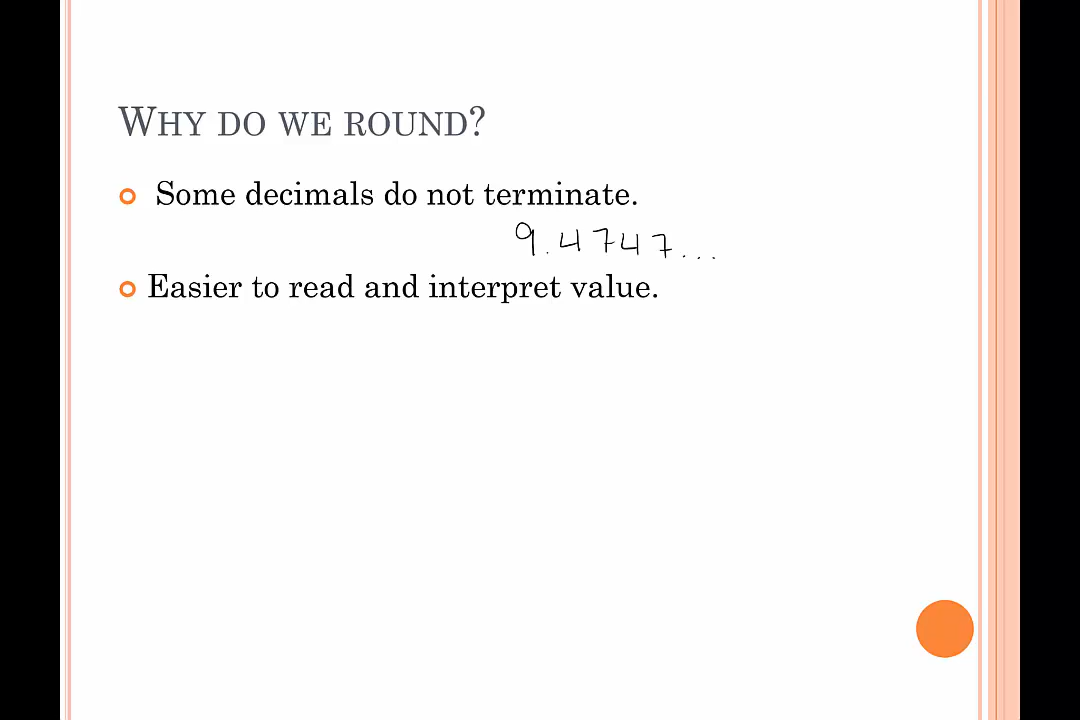 WHY DO WE ROUND?
Some decimals do not terminate.
9.4747...
Easier to read and interpret value.